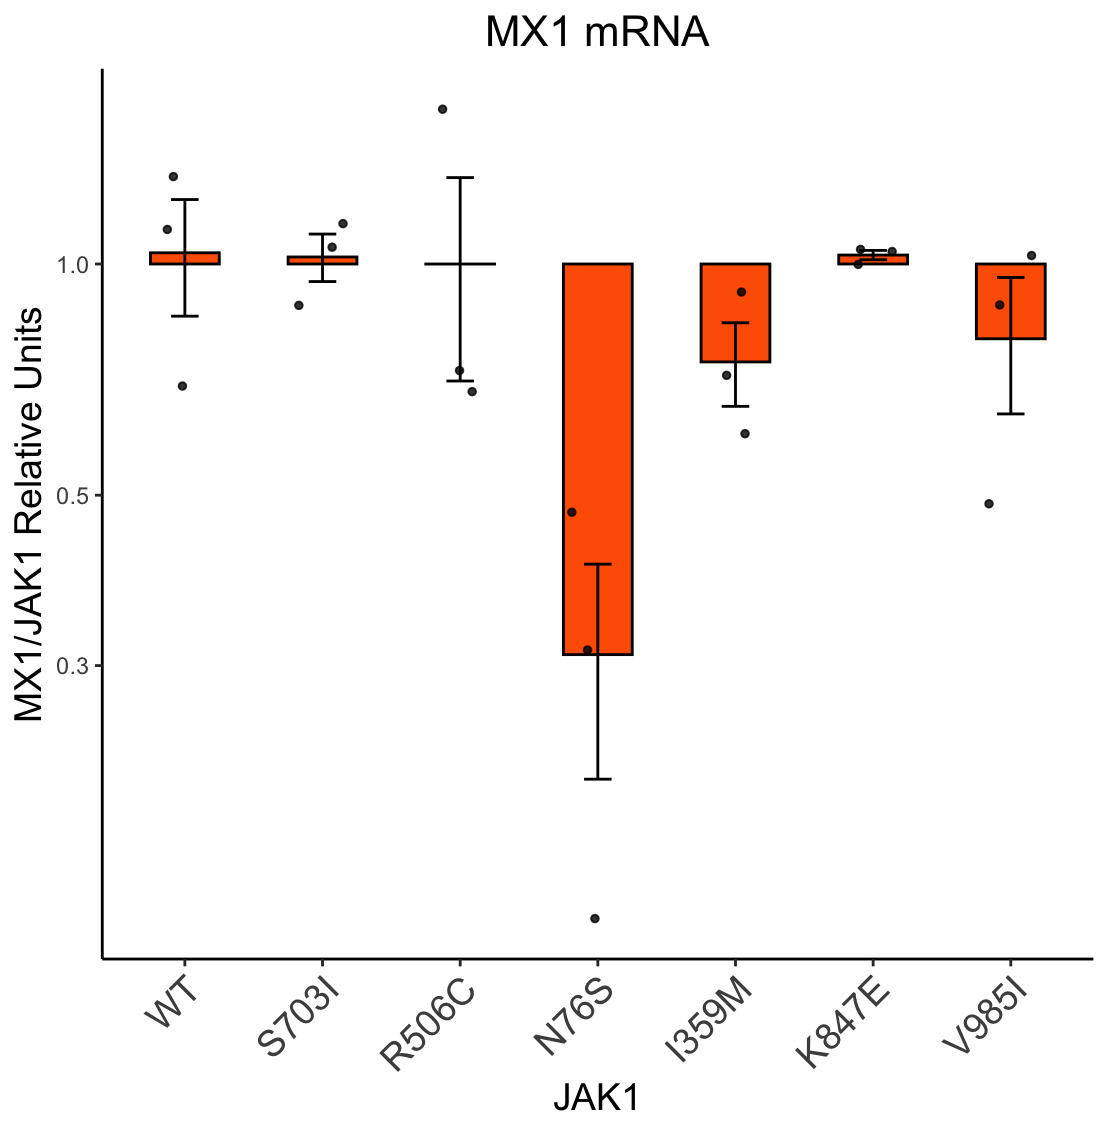 MX1 mRNA
MX1/JAK1 Relative Units
1.0
0.5
0.3
WT
S703I
R506C
N76S
I359M
K847E
V985I
JAK1